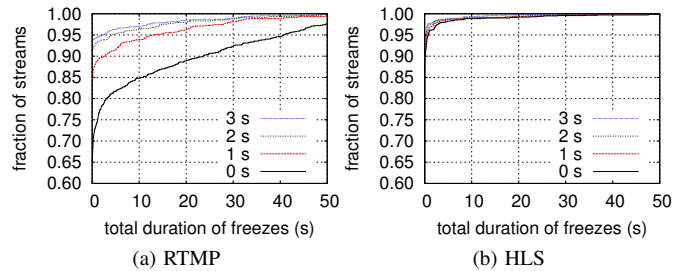 fraction of streams
1.00
0.95
0.90
0.85
0.80
0.75
0.70
0.65
0.60
3 s
2 s
1 s
0 s
0 10 20 30 40 50
total duration of freezes (s)
(a) RTMP
fraction of streams
1.00
0.95
0.90
0.85
0.80
0.75
0.70
0.65
0.60
3 s
2 s
1 s
0 s
0 10 20 30 40 50
total duration of freezes (s)
(b) HLS